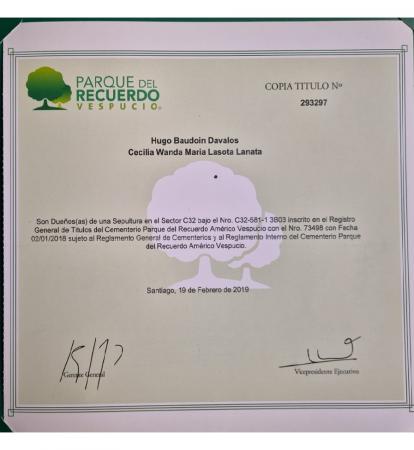 PARQUE DEL
RECUERDO
VESPUCIO®
COPIA TITULO Nº
293297
Hugo Baudoin Davalos
Cecilia Wanda Maria Lasota Lanata
Son Dueños(as) de una Sepultura en el Sector C32 bajo el Nro. C32-581-1 3B03 inscrito en el Registro
General de Titulos del Cementerio Parque del Recuerdo Américo Vespucio con el Nro. 73498 con Fecha
02/01/2018 sujeto al Reglamento General de Cementerios y al Reglamento Interno del Cementerio Parque
del Recuerdo Américo Vespucio.
Santiago, 19 de Febrero de 2019
Gerente General
Vicepresidente Ejecutivo